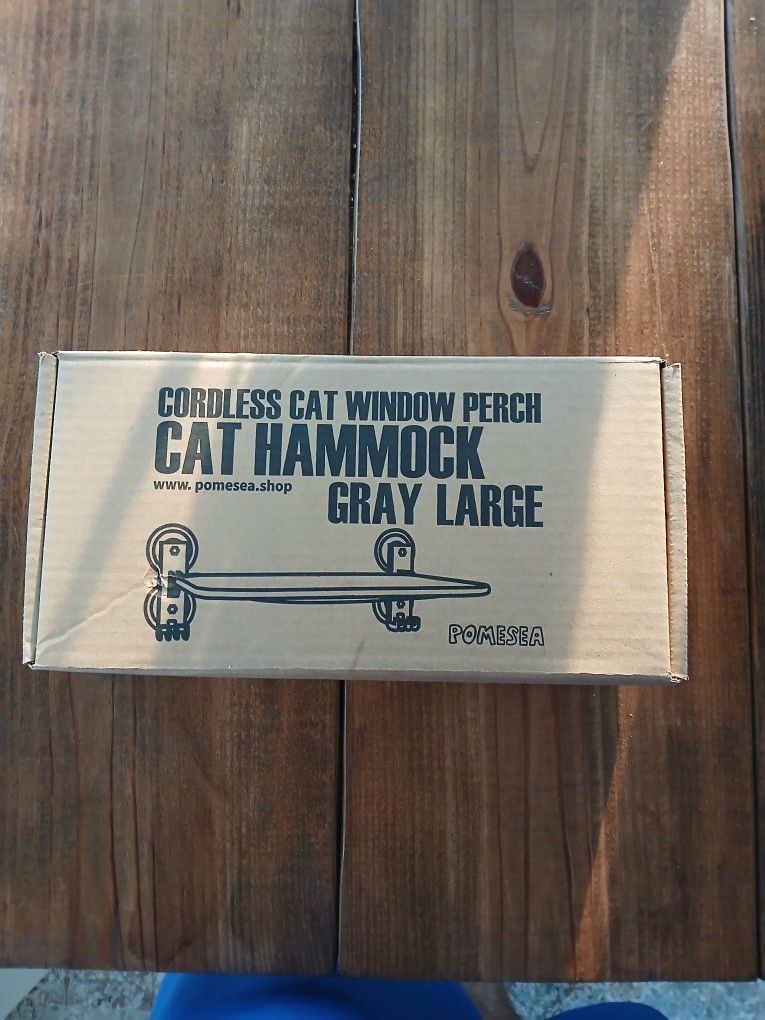 CORDLESS CAT WINDOW PERCH
CAT HAMMOCK
www. pomesea.shop
GRAY LARGE
POMESEA